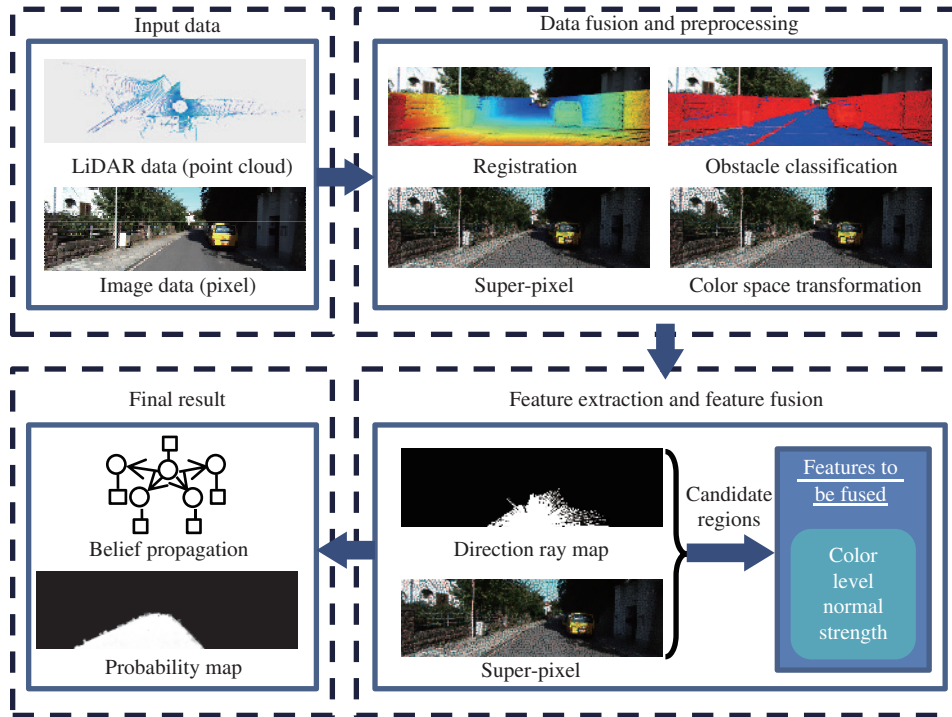 Input data
LiDAR data (point cloud)
Image data (pixel)
Data fusion and preprocessing
Registration
Obstacle classification
Super-pixel
Color space transformation
Feature extraction and feature fusion
Direction ray map
Super-pixel
Candidate
regions
Features to
be fused
Color
level
normal
strength
Final result
Belief propagation
Probability map